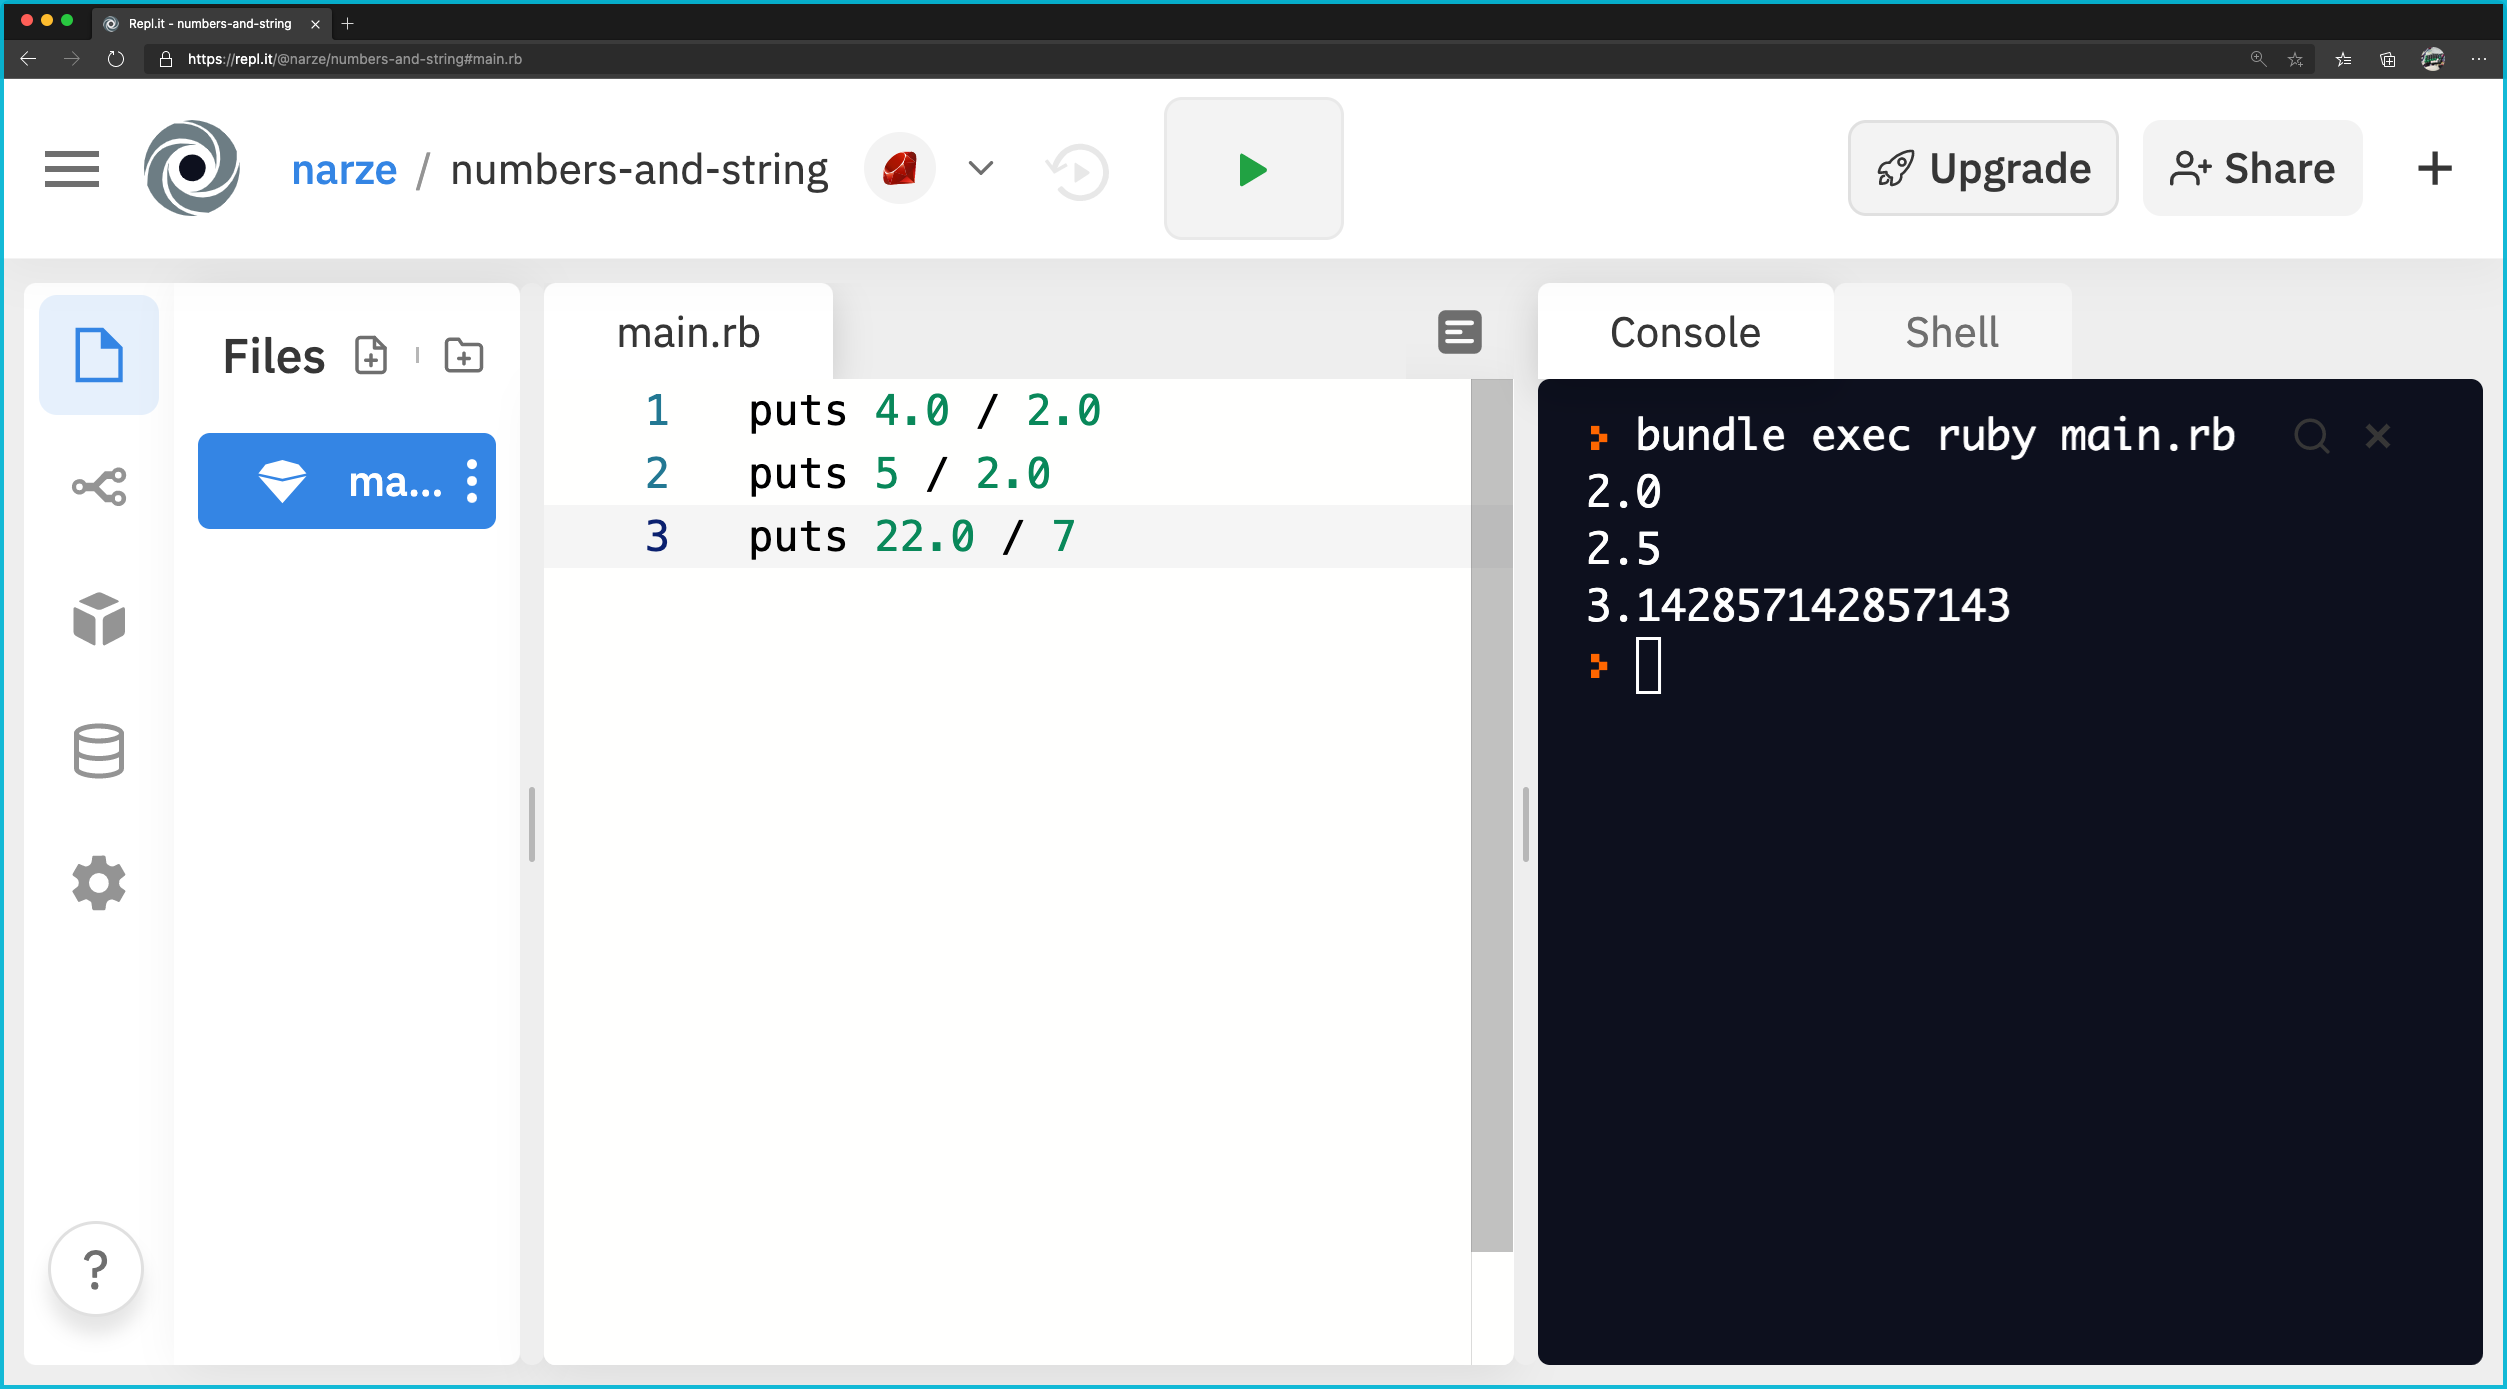 Repl.it - numbers-and-string
https://repl.it/@narze/numbers-and-string#main.rb
narze / numbers-and-string
Upgrade
Share
Files
ma...
main.rb
1 puts 4.0 / 2.0
2 puts 5 / 2.0
3 puts 22.0 / 7
Console
Shell
bundle exec ruby main.rb
2.0
2.5
3.142857142857143
?